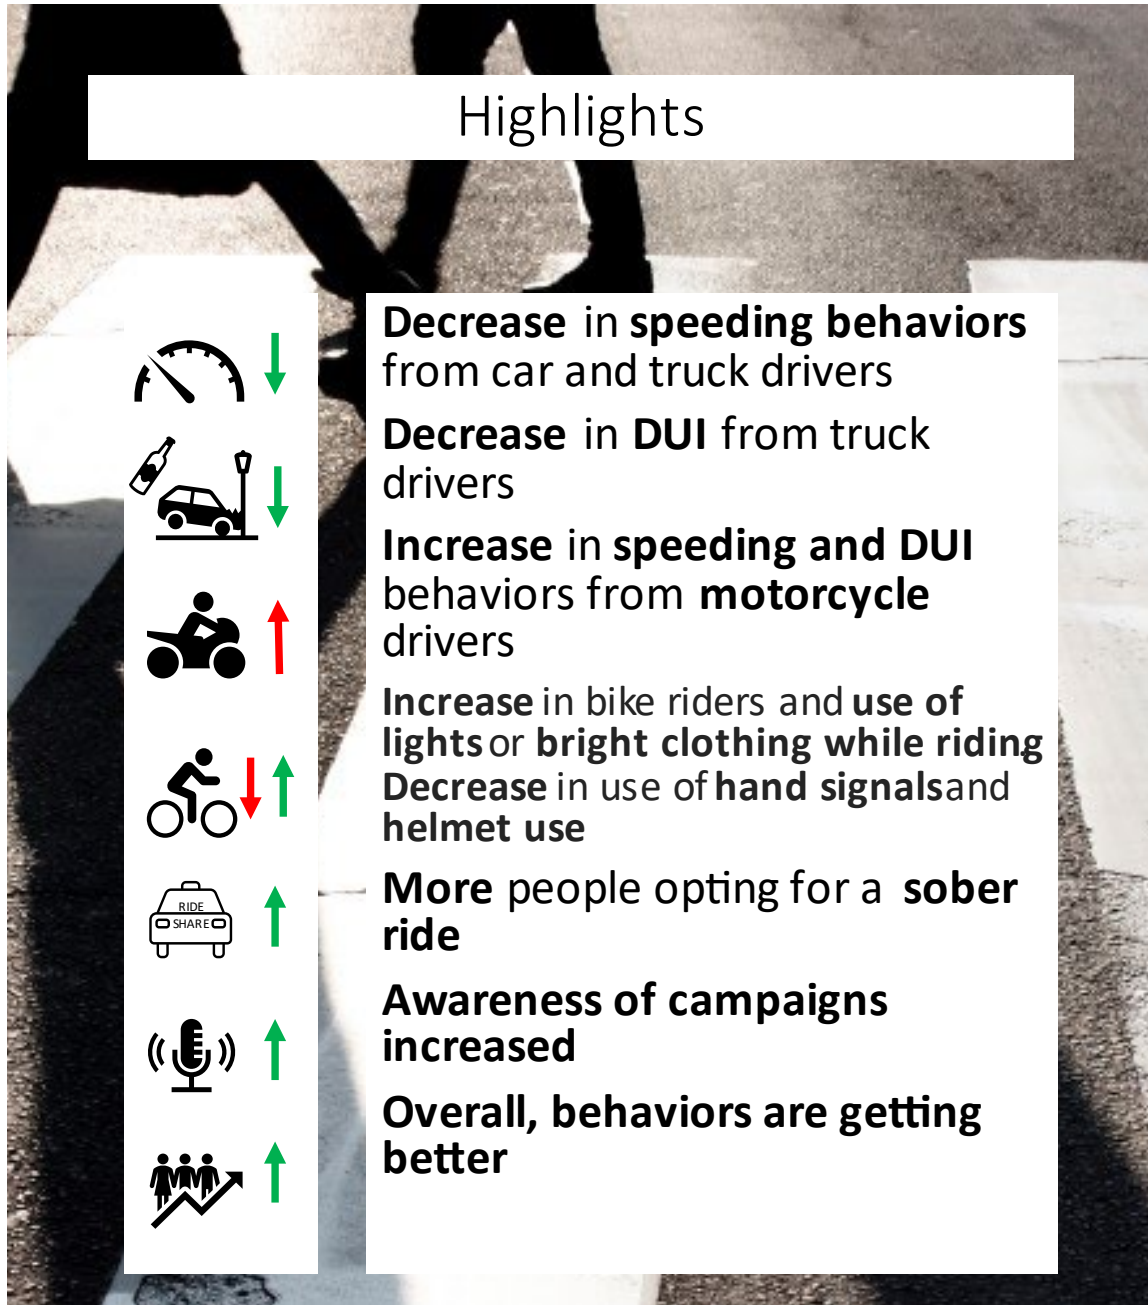 Highlights
Decrease in speeding behaviors
from car and truck drivers
Decrease in DUI from truck
drivers
Increase in speeding and DUI
behaviors from motorcycle
drivers
Increase in bike riders and use of
lights or bright clothing while riding.
Decrease in use of hand signals and
helmet use
RIDE
SHARE
More people opting for a sober
ride
Awareness of campaigns
increased
Overall, behaviors are getting
better